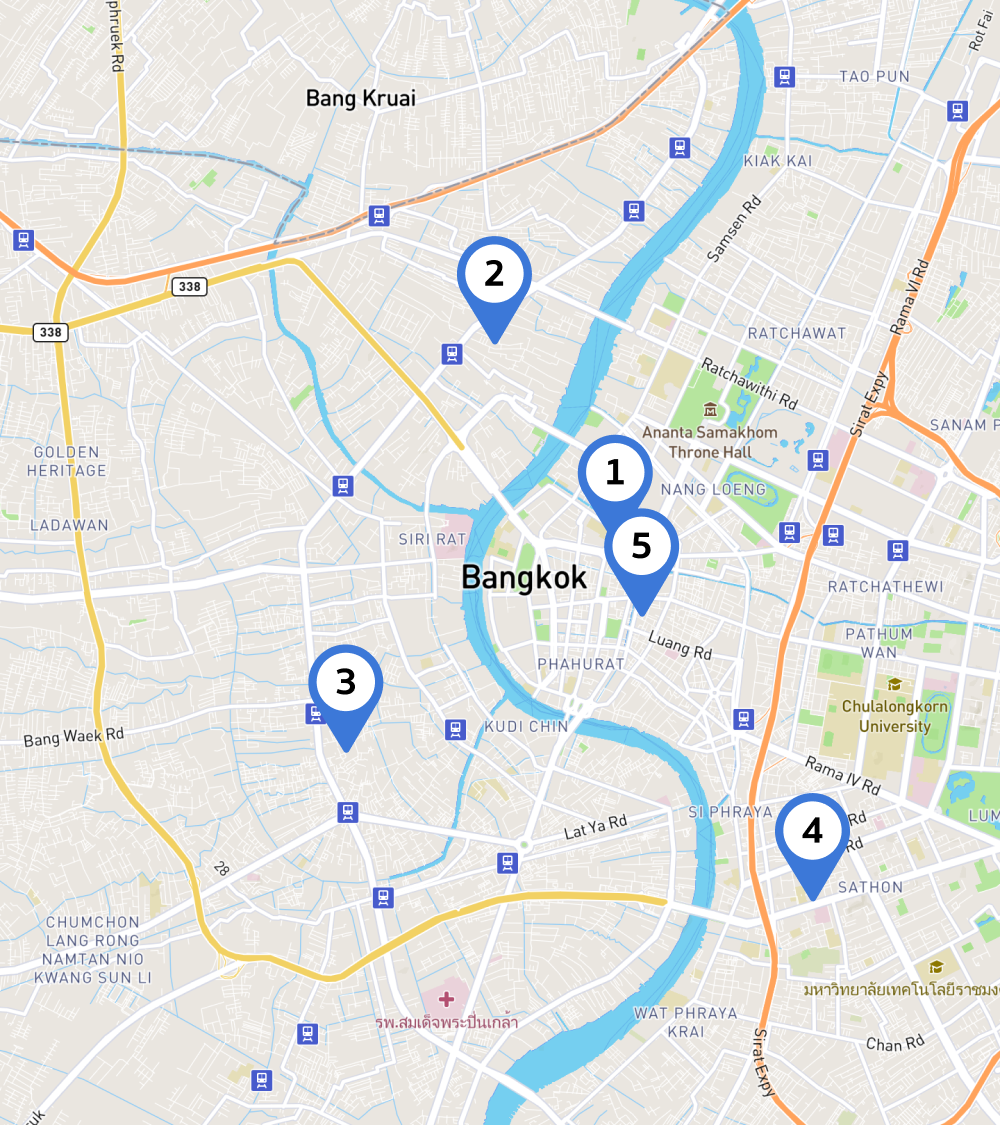 phruek Rd
Rot Fai
TAO PUN
Bang Kruai
KIAK KAI
Samsen Rd
2
338
Rama VI Rd
338
RATCHAWAT
Ratchawithi Rd
Sirat Expy
Ananta Samakhom
Throne Hall
SANAM P
GOLDEN
HERITAGE
1
NANG LOENG
LADAWAN
SIRI RAT
5
Bangkok
RATCHATHEWI
Luang Rd
PATHUM
WAN
PHAHURAT
3
Chulalongkorn
University
KUDI CHIN
Bang Waek Rd
Rama IV Rd
SI PHRAYA
LUM
Rd
Lat Ya Rd
4
Rd
28
SATHON
CHUMCHON
LANG RONG
NAMTAN NIO
KWANG SUN LI
มหาวิทยาลัยเทคโนโลยีราชมง
รพ.สมเด็จพระปิ่นเกล้า
WAT PHRAYA
KRAI
Chan Rd
Sirat Expy
uk